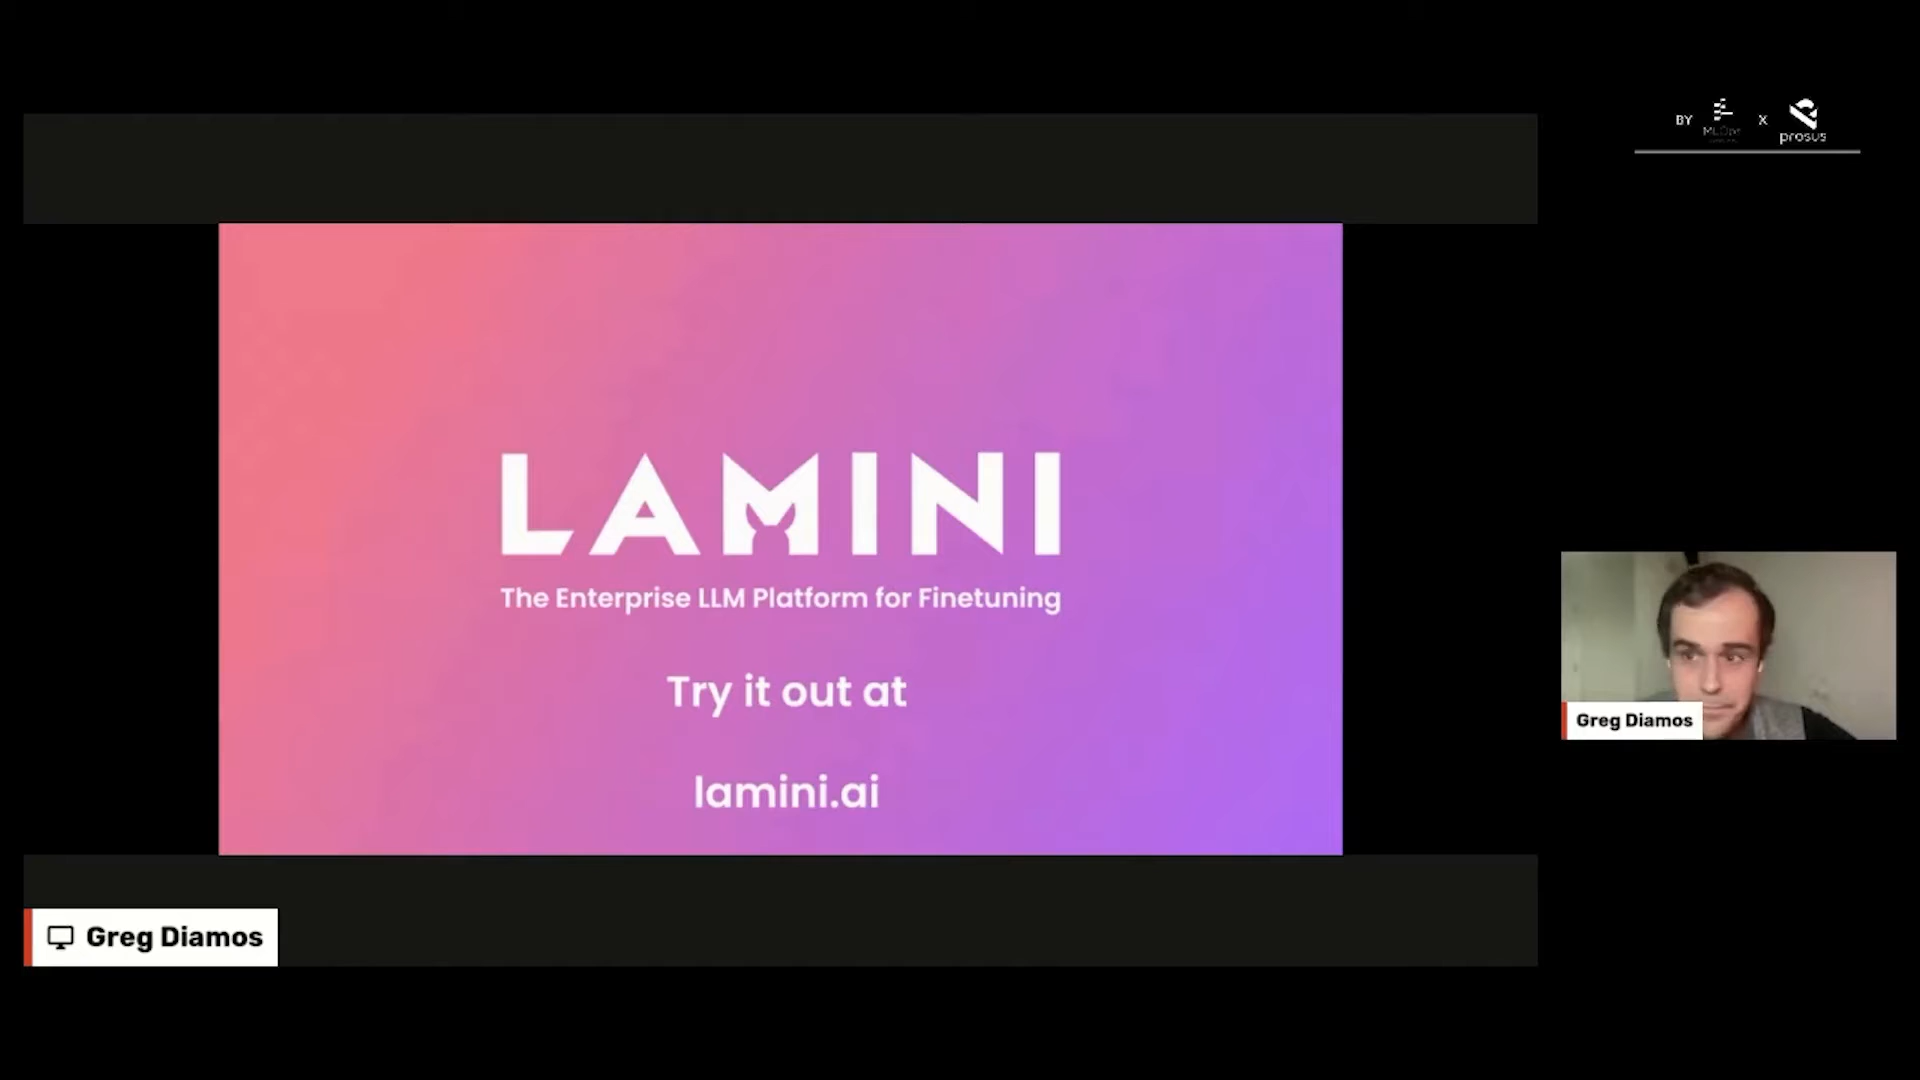 BY
MLOps
X
prosus
LAMINI
The Enterprise LLM Platform for Finetuning
Try it out at
lamini.ai
Greg Diamos
Greg Diamos